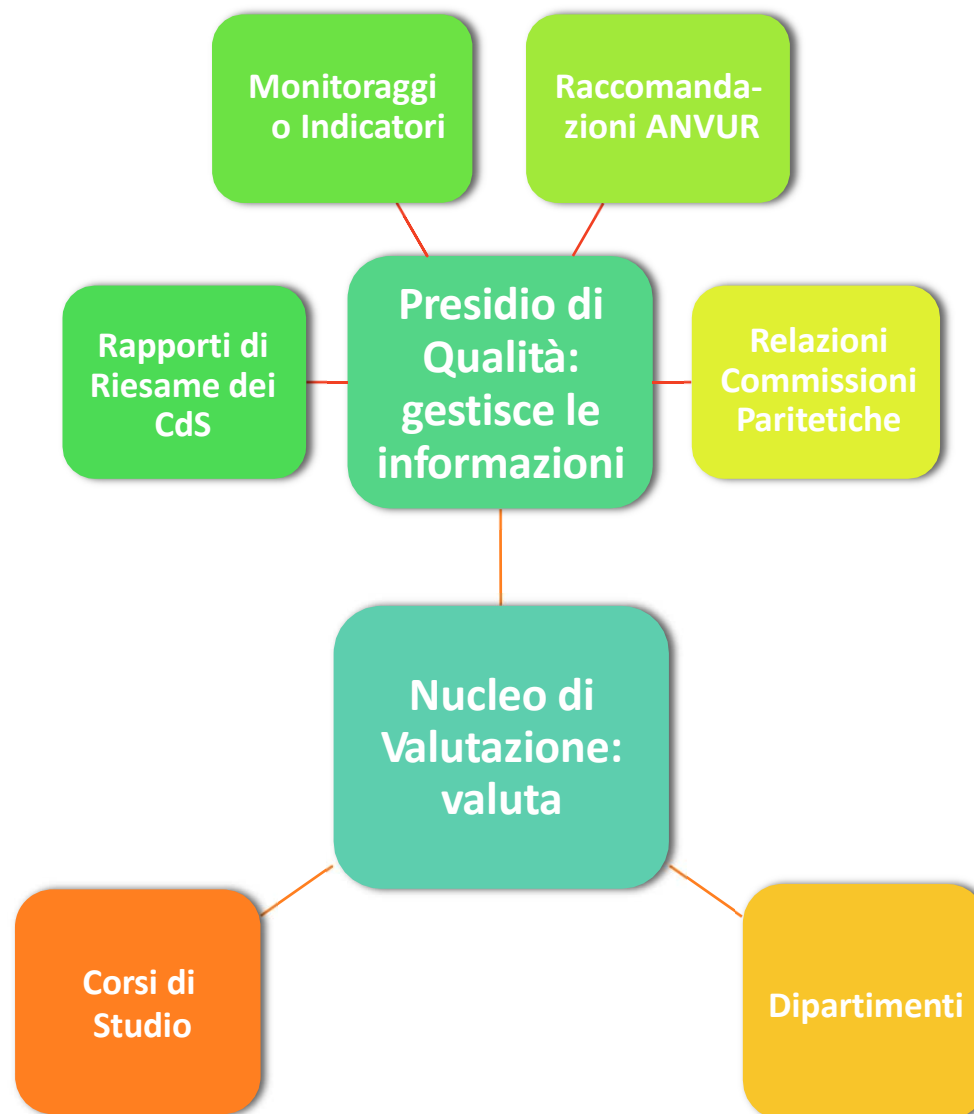 Monitoraggi
o Indicatori
Raccomanda-
zioni ANVUR
Presidio di
Qualità:
gestisce le
informazioni
Rapporti di
Riesame dei
CdS
Relazioni
Commissioni
Paritetiche
Nucleo di
Valutazione:
valuta
Corsi di
Studio
Dipartimenti